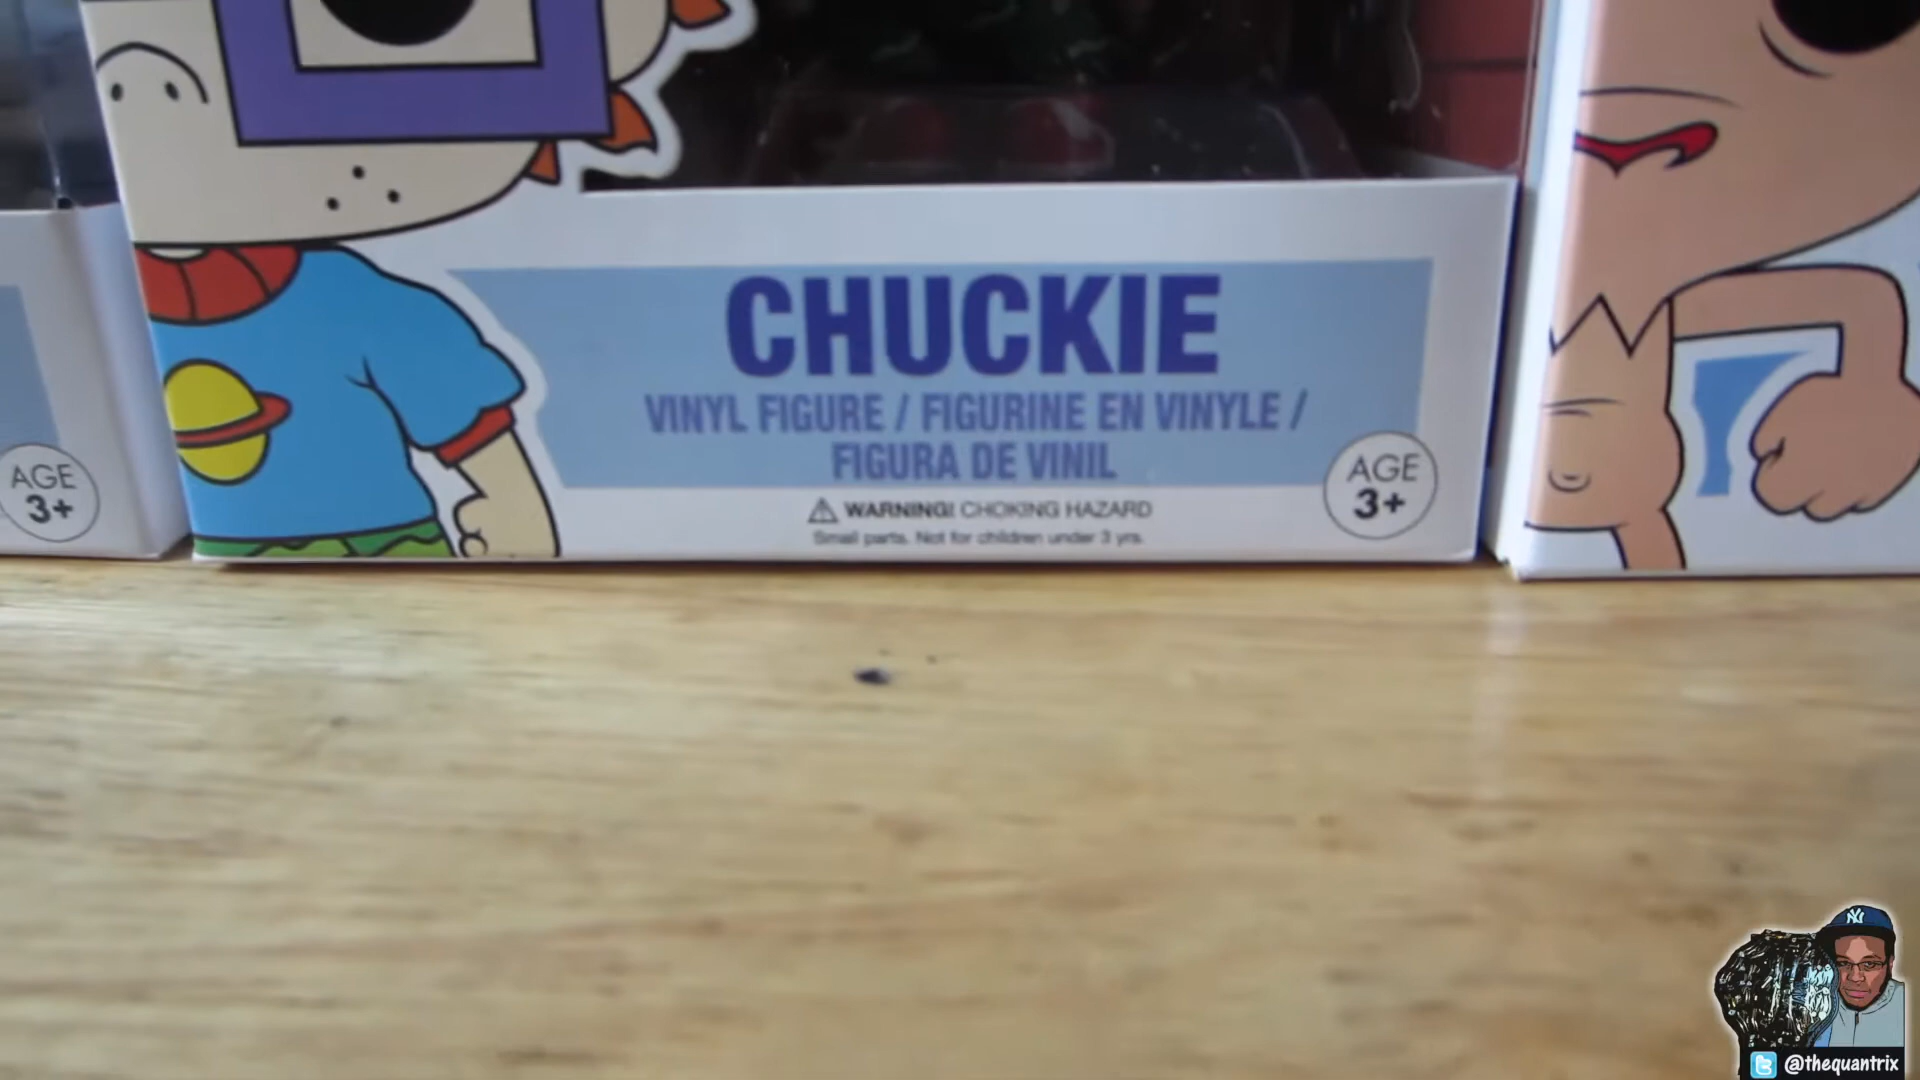 CHUCKIE
VINYL FIGURE / FIGURINE EN VINYLE /
FIGURA DE VINIL
WARNING! CHOKING HAZARD
Small parts. Not for children under 3 yrs.
AGE
3+
AGE
3+
NY
@thequantrix